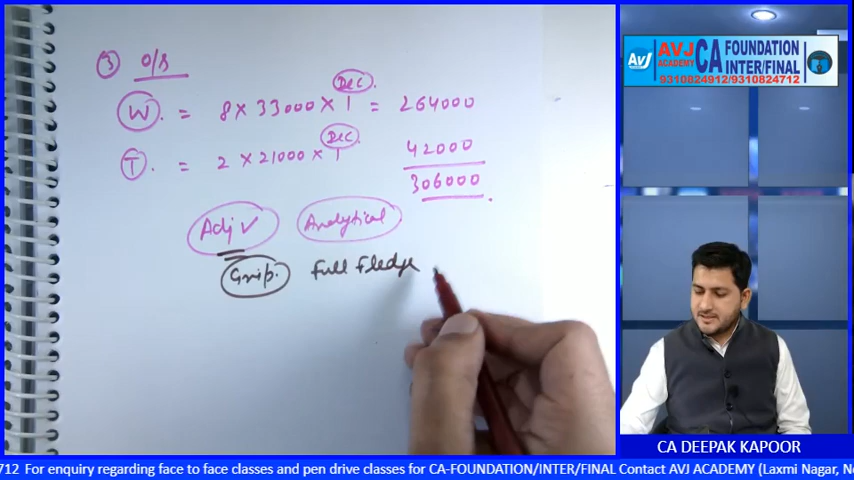 ③ O/S
W = 8 × 33000 × 1 Dec. = 264000
T. = 2 × 21000 × 1 Dec. 42000
306000
Adj ✓ Analytical
Grip. Full Fledge
AVJ
AVJ ACADEMY CA FOUNDATION INTER/FINAL
9310824912/9310824712
CA DEEPAK KAPOOR
712 For enquiry regarding face to face classes and pen drive classes for CA-FOUNDATION/INTER/FINAL Contact AVJ ACADEMY (Laxmi Nagar, Ne